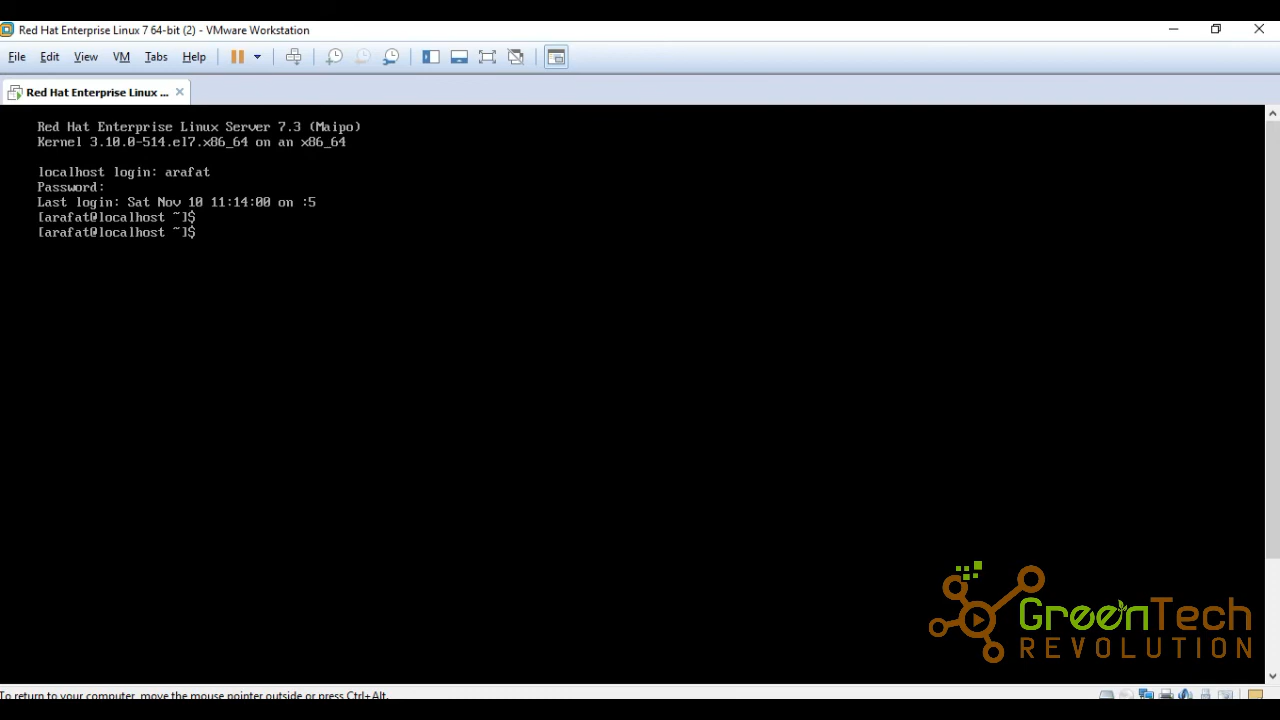 Red Hat Enterprise Linux 7 64-bit (2) - VMware Workstation
File Edit View VM Tabs Help
Red Hat Enterprise Linux ...
Red Hat Enterprise Linux Server 7.3 (Maipo)
Kernel 3.10.0-514.el7.x86_64 on an x86_64
localhost login: arafat
Password:
Last login: Sat Nov 10 11:14:00 on :5
[arafat@localhost ~]$
[arafat@localhost ~]$
GreenTech
REVOLUTION
To return to your computer, move the mouse pointer outside or press Ctrl+Alt.